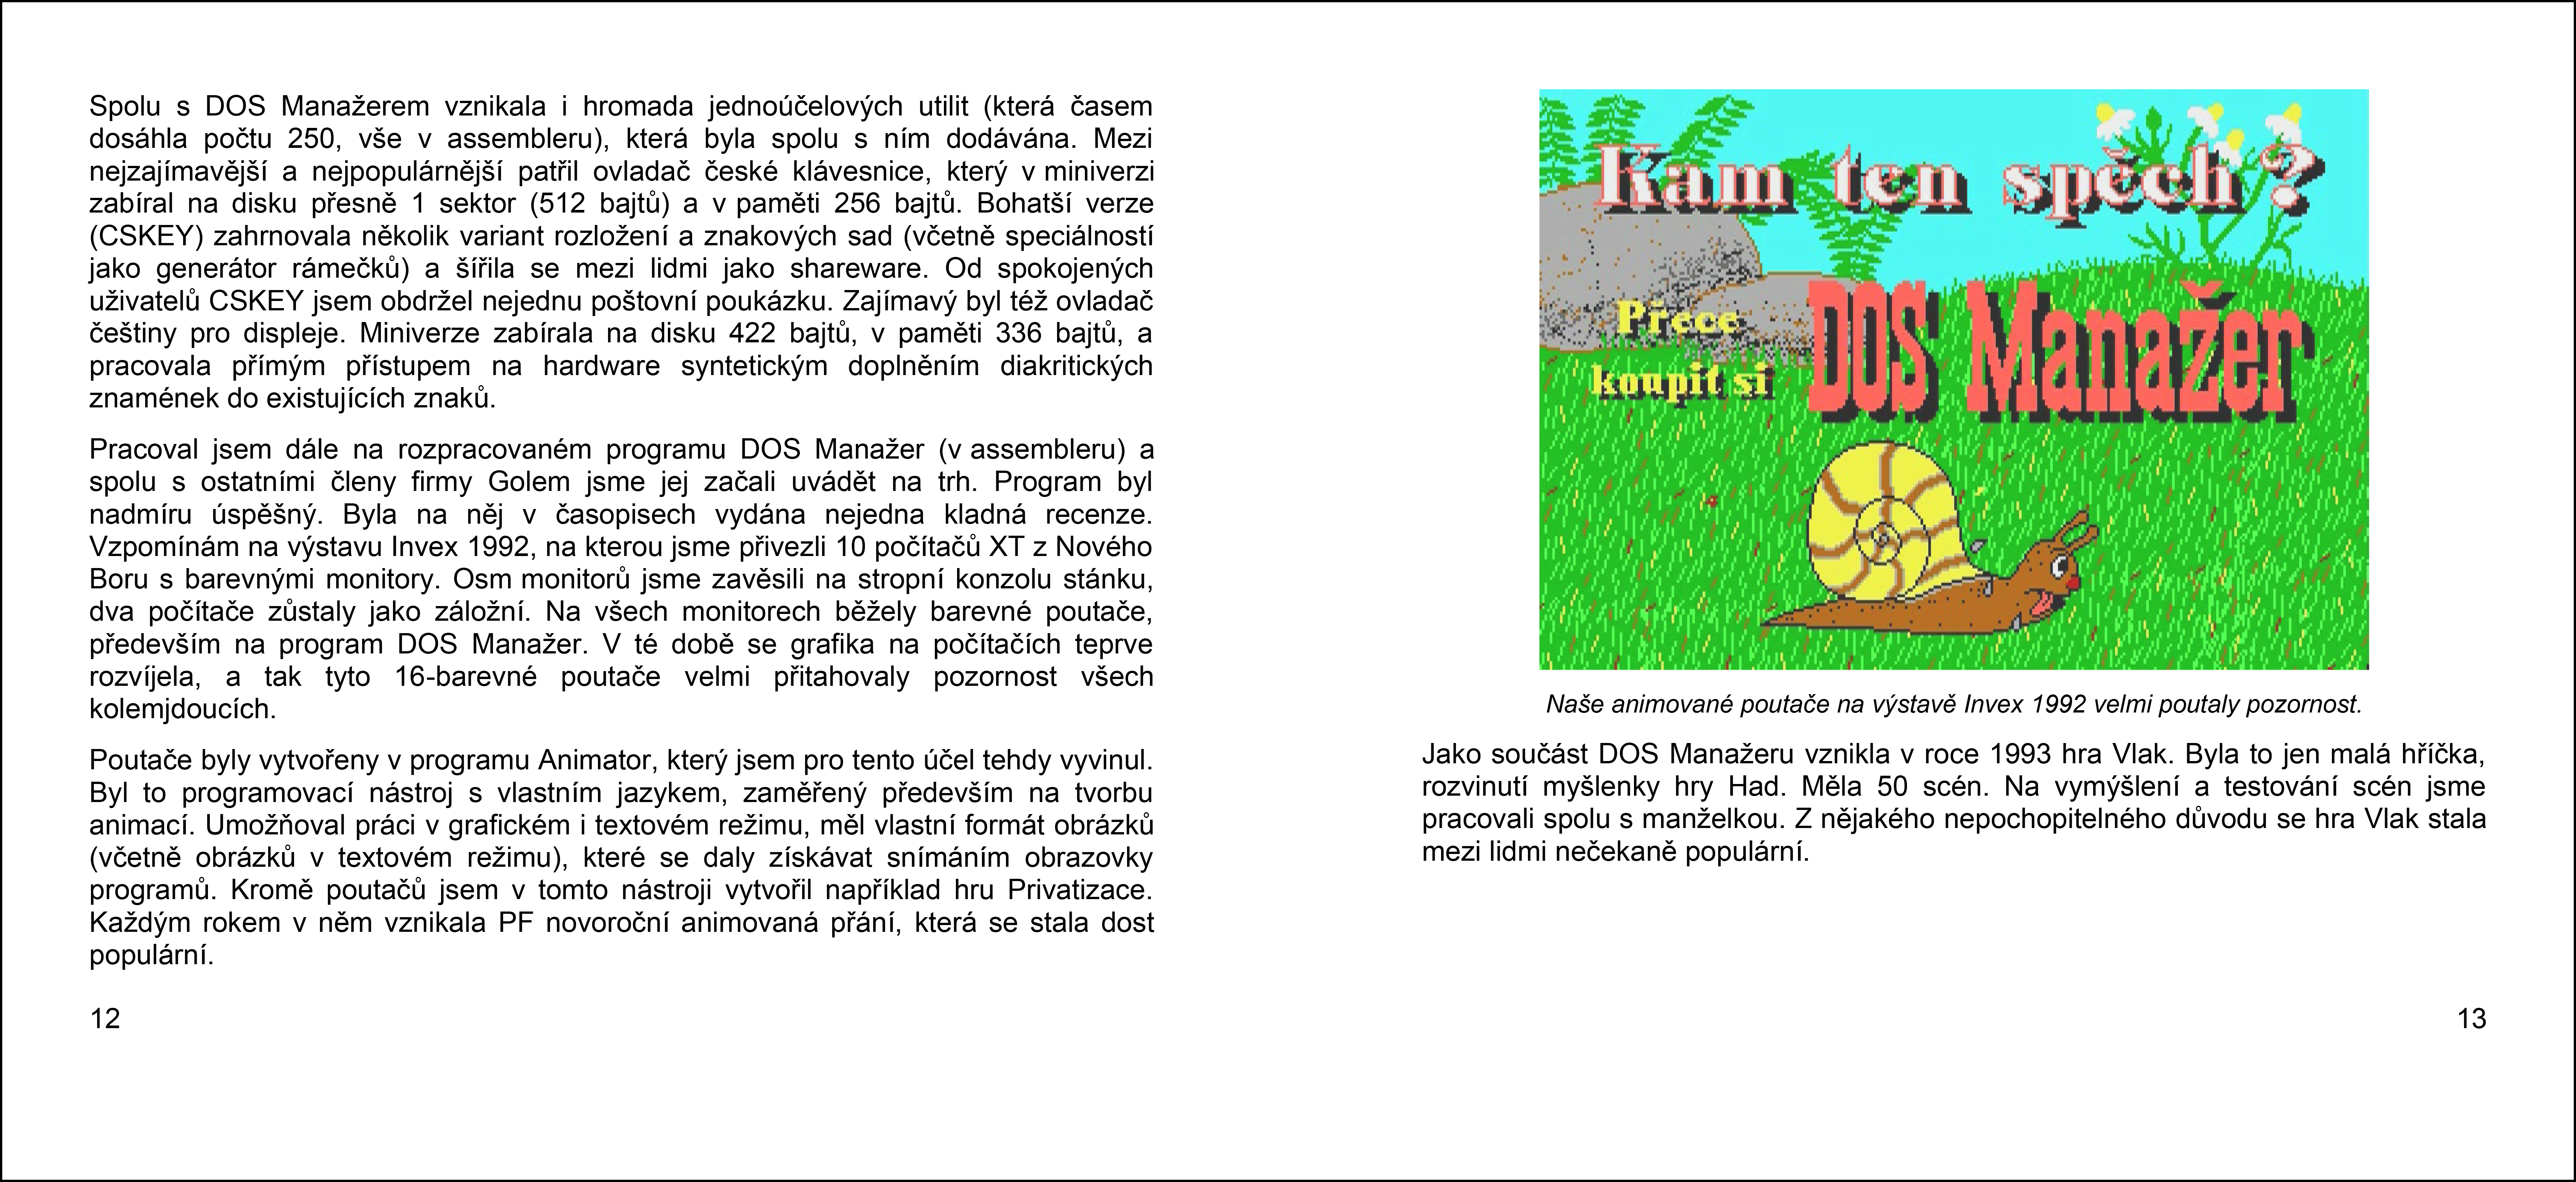 Spolu s DOS Manažerem vznikala i hromada jednoúčelových utilit (která časem
dosáhla počtu 250, vše v assembleru), která byla spolu s ním dodávána. Mezi
nejzajímavější a nejpopulárnější patřil ovladač české klávesnice, který v miniverzi
zabíral na disku přesně 1 sektor (512 bajtů) a v paměti 256 bajtů. Bohatší verze
(CSKEY) zahrnovala několik variant rozložení a znakových sad (včetně speciálností
jako generátor rámečků) a šířila se mezi lidmi jako shareware. Od spokojených
uživatelů CSKEY jsem obdržel nejednu poštovní poukázku. Zajímavý byl též ovladač
češtiny pro displeje. Miniverze zabírala na disku 422 bajtů, v paměti 336 bajtů, a
pracovala přímým přístupem na hardware syntetickým doplněním diakritických
znamének do existujících znaků.
Pracoval jsem dále na rozpracovaném programu DOS Manažer (v assembleru) a
spolu s ostatními členy firmy Golem jsme jej začali uvádět na trh. Program byl
nadmíru úspěšný. Byla na něj v časopisech vydána nejedna kladná recenze.
Vzpomínám na výstavu Invex 1992, na kterou jsme přivezli 10 počítačů XT z Nového
Boru s barevnými monitory. Osm monitorů jsme zavěsili na stropní konzolu stánku,
dva počítače zůstaly jako záložní. Na všech monitorech běžely barevné poutače,
především na program DOS Manažer. V té době se grafika na počítačích teprve
rozvíjela, a tak tyto 16-barevné poutače velmi přitahovaly pozornost všech
kolemjdoucích.
Poutače byly vytvořeny v programu Animator, který jsem pro tento účel tehdy vyvinul.
Byl to programovací nástroj s vlastním jazykem, zaměřený především na tvorbu
animací. Umožňoval práci v grafickém i textovém režimu, měl vlastní formát obrázků
(včetně obrázků v textovém režimu), které se daly získávat snímáním obrazovky
programů. Kromě poutačů jsem v tomto nástroji vytvořil například hru Privatizace.
Každým rokem v něm vznikala PF novoroční animovaná přání, která se stala dost
populární.
12
Kam ten spěch?
Přece
koupit si
DOS Manažer
Naše animované poutače na výstavě Invex 1992 velmi poutaly pozornost.
Jako součást DOS Manažeru vznikla v roce 1993 hra Vlak. Byla to jen malá hříčka,
rozvinutí myšlenky hry Had. Měla 50 scén. Na vymýšlení a testování scén jsme
pracovali spolu s manželkou. Z nějakého nepochopitelného důvodu se hra Vlak stala
mezi lidmi nečekaně populární.
13